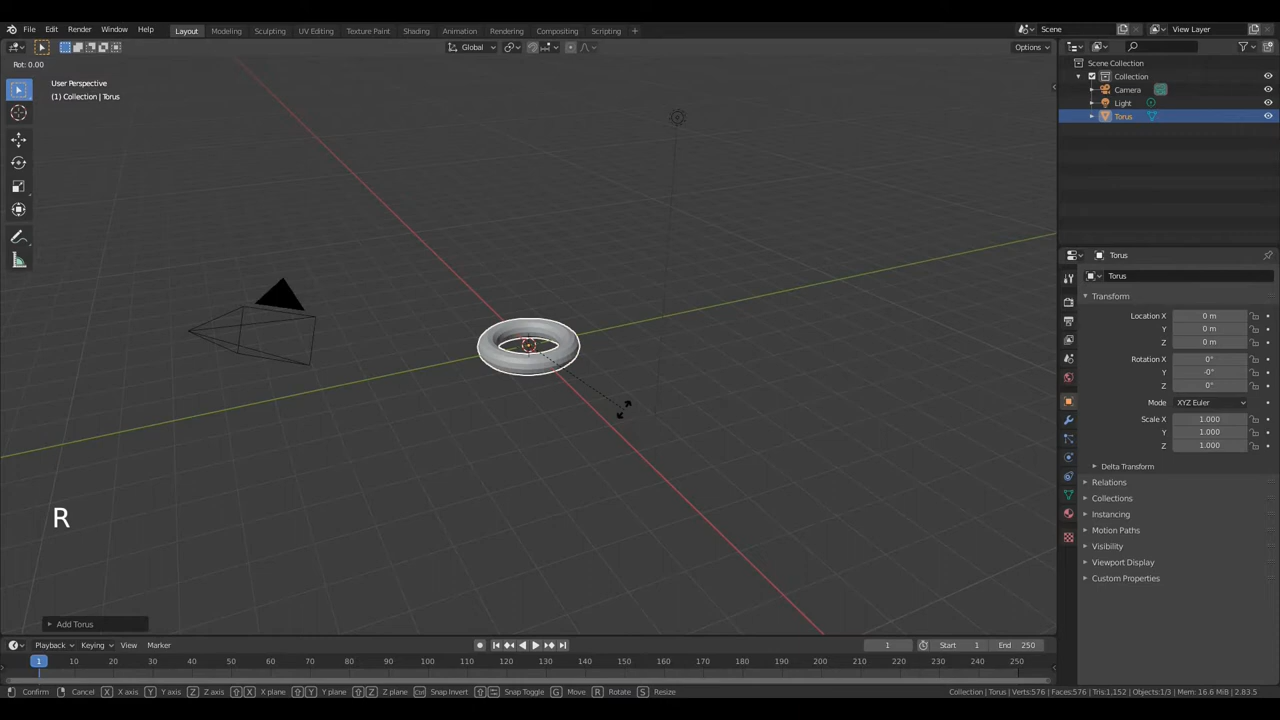 File Edit Render Window Help Layout Modeling Sculpting UV Editing Texture Paint Shading Animation Rendering Compositing Scripting + Scene View Layer
Global Options
Rot: 0.00
User Perspective
(1) Collection | Torus
Scene Collection
Collection
Camera
Light
Torus
Torus
Torus
Transform
Location X 0 m
Y 0 m
Z 0 m
Rotation X 0°
Y -0°
Z 0°
Mode XYZ Euler
Scale X 1.000
Y 1.000
Z 1.000
Delta Transform
Relations
Collections
Instancing
Motion Paths
Visibility
Viewport Display
Custom Properties
R
Add Torus
Playback Keying View Marker 1 Start 1 End 250
1 10 20 30 40 50 60 70 80 90 100 110 120 130 140 150 160 170 180 190 200 210 220 230 240 250
Confirm Cancel X X axis Y Y axis Z Z axis X X plane Y Y plane Z Z plane Ctrl Snap Invert Snap Toggle G Move R Rotate S Resize Collection | Torus | Verts:576 | Faces:576 | Tris:1,152 | Objects:1/3 | Mem: 16.6 MiB | 2.83.5